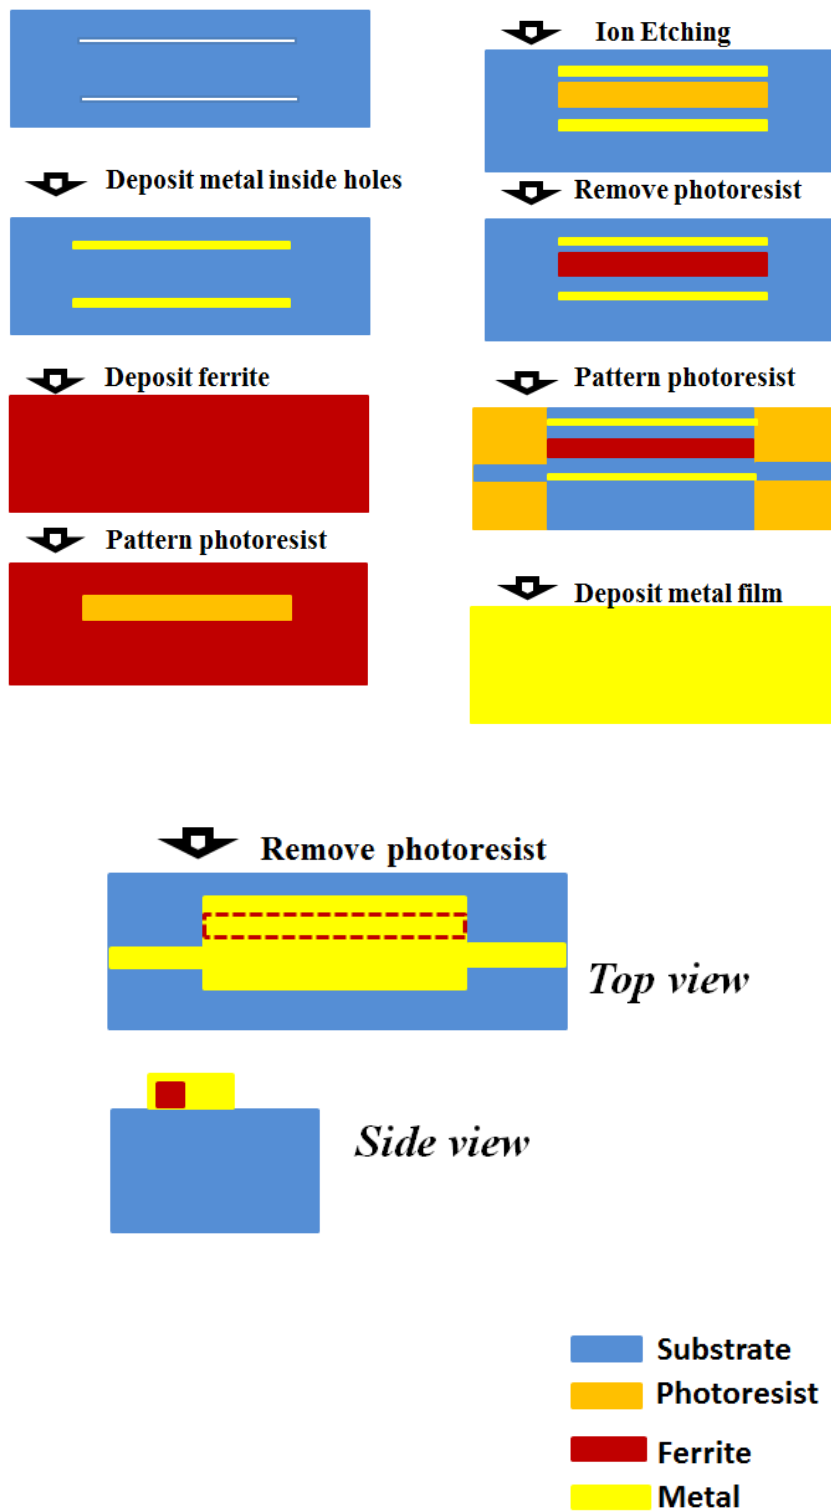 Deposit metal inside holes
Deposit ferrite
Pattern photoresist
Ion Etching
Remove photoresist
Pattern photoresist
Deposit metal film
Remove photoresist
Top view
Side view
Substrate
Photoresist
Ferrite
Metal